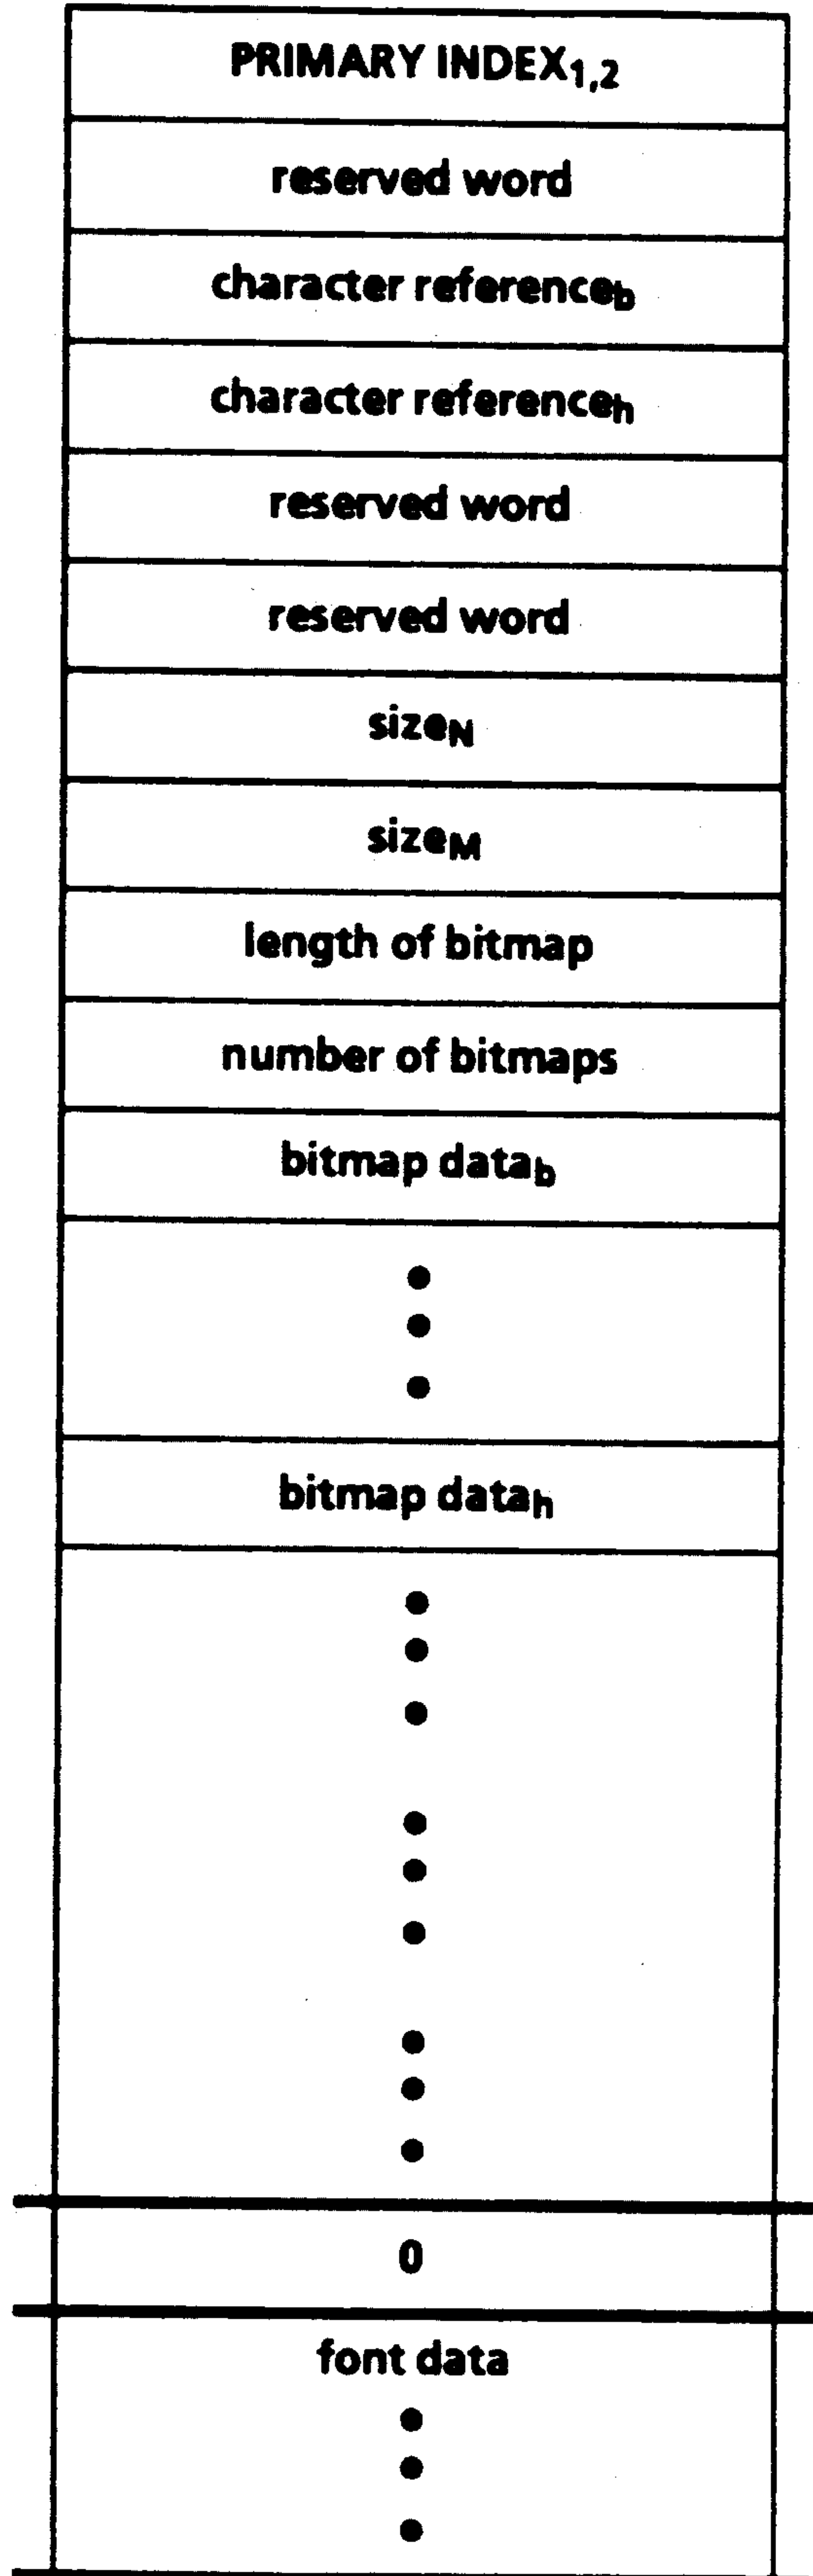 PRIMARY INDEX1,2
reserved word
character referenceb
character referenceh
reserved word
reserved word
sizeN
sizeM
length of bitmap
number of bitmaps
bitmap datab
bitmap datah
0
font data